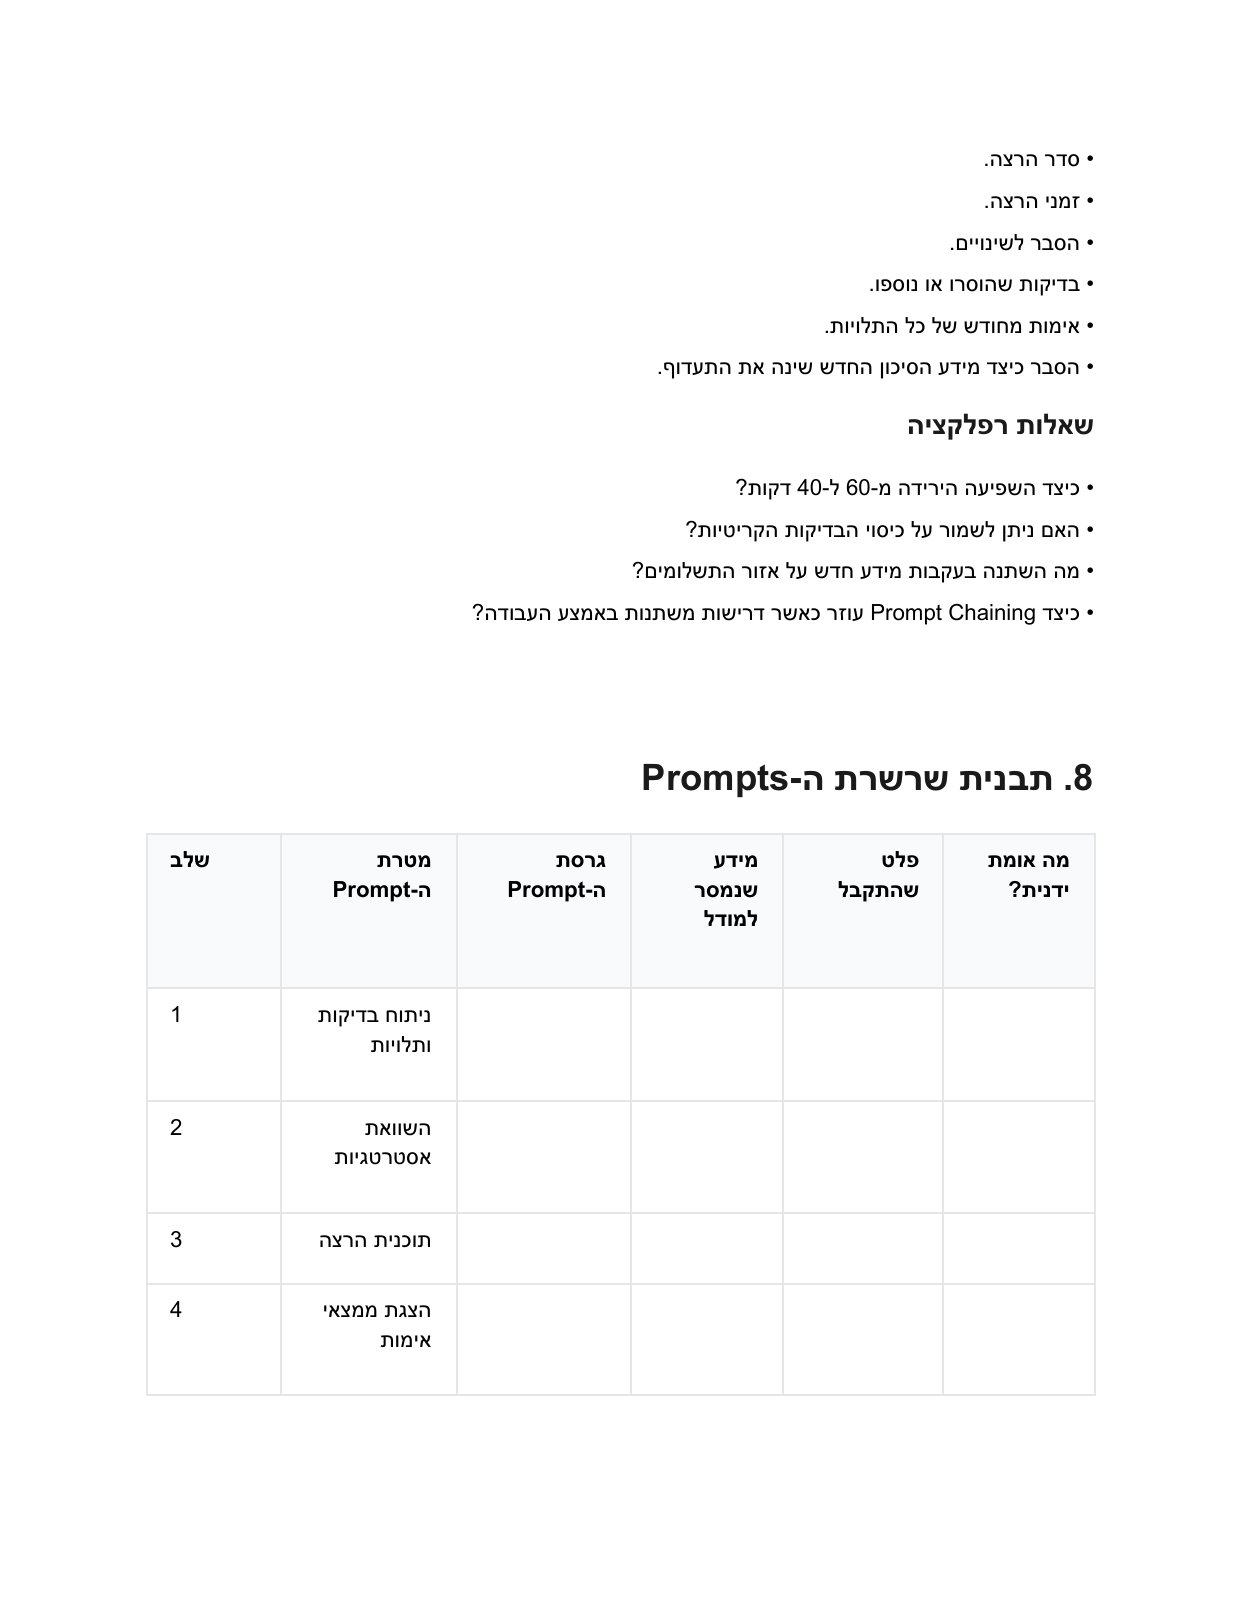 • סדר הרצה.
• זמני הרצה.
• הסבר לשינויים.
• בדיקות שהוסרו או נוספו.
• אימות מחודש של כל התלויות.
• הסבר כיצד מידע הסיכון החדש שינה את התעדוף.
שאלות רפלקציה
• כיצד השפיעה הירידה מ-60 ל-40 דקות?
• האם ניתן לשמור על כיסוי הבדיקות הקריטיות?
• מה השתנה בעקבות מידע חדש על אזור התשלומים?
• כיצד Prompt Chaining עוזר כאשר דרישות משתנות באמצע העבודה?
8. תבנית שרשרת ה-Prompts
שלב
מטרת
ה-Prompt
גרסת
ה-Prompt
מידע
שנמסר
למודל
פלט
שהתקבל
מה אומת
ידנית?
1
ניתוח בדיקות
ותלויות
2
השוואת
אסטרטגיות
3
תוכנית הרצה
4
הצגת ממצאי
אימות